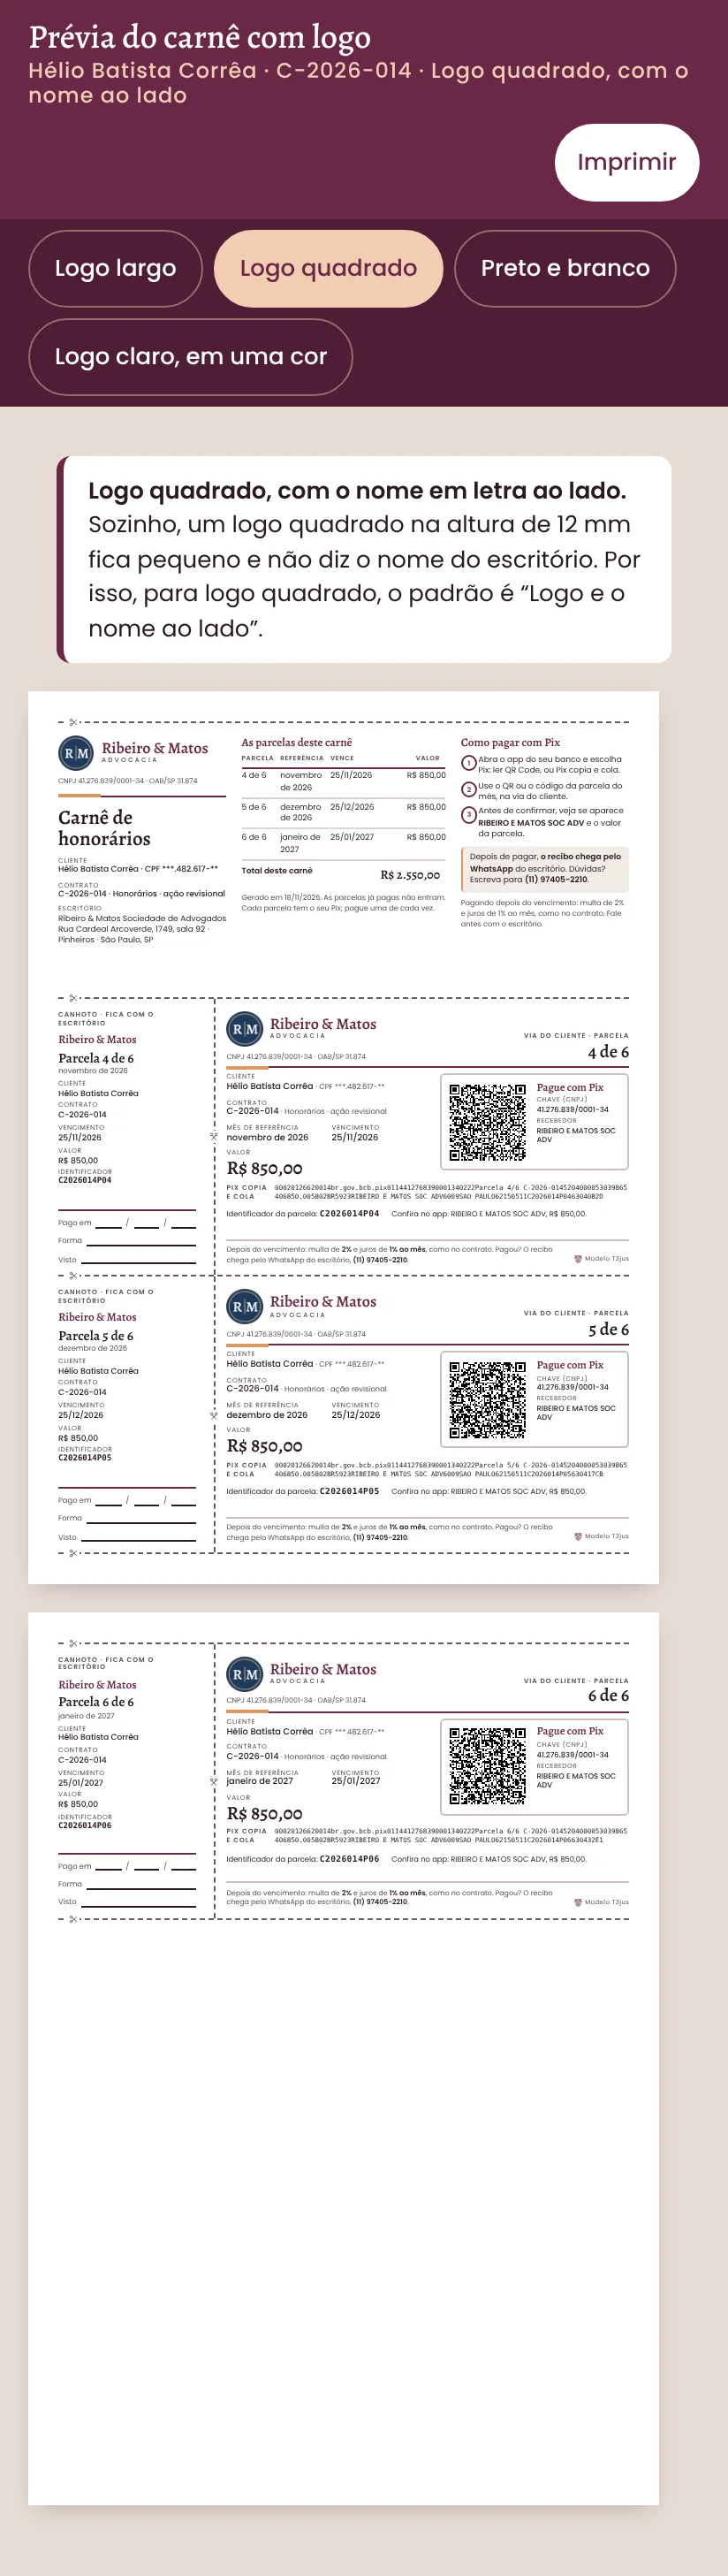 Prévia do carnê com logo
Hélio Batista Corrêa · C-2026-014 · Logo quadrado, com o
nome ao lado
Imprimir
Logo largo
Logo quadrado
Preto e branco
Logo claro, em uma cor
Logo quadrado, com o nome em letra ao lado.
Sozinho, um logo quadrado na altura de 12 mm
fica pequeno e não diz o nome do escritório. Por
isso, para logo quadrado, o padrão é “Logo e o
nome ao lado”.
R|M Ribeiro & Matos
ADVOCACIA
CNPJ 41.276.839/0001-34 · OAB/SP 31.874
Carnê de
honorários
CLIENTE
Hélio Batista Corrêa · CPF ***.482.617-**
CONTRATO
C-2026-014 · Honorários · ação revisional
ESCRITÓRIO
Ribeiro & Matos Sociedade de Advogados
Rua Cardeal Arcoverde, 1749, sala 92 ·
Pinheiros · São Paulo, SP
As parcelas deste carnê
PARCELA REFERÊNCIA VENCE VALOR
4 de 6 novembro 25/11/2026 R$ 850,00
de 2026
5 de 6 dezembro 25/12/2026 R$ 850,00
de 2026
6 de 6 janeiro de 25/01/2027 R$ 850,00
2027
Total deste carnê R$ 2.550,00
Gerado em 18/11/2026. As parcelas já pagas não entram.
Cada parcela tem o seu Pix; pague uma de cada vez.
Como pagar com Pix
1 Abra o app do seu banco e escolha
Pix: ler QR Code, ou Pix copia e cola.
2 Use o QR ou o código da parcela do
mês, na via do cliente.
3 Antes de confirmar, veja se aparece
RIBEIRO E MATOS SOC ADV e o valor
da parcela.
Depois de pagar, o recibo chega pelo
WhatsApp do escritório. Dúvidas?
Escreva para (11) 97405-2210.
Pagando depois do vencimento: multa de 2%
e juros de 1% ao mês, como no contrato. Fale
antes com o escritório.
CANHOTO · FICA COM O
ESCRITÓRIO
Ribeiro & Matos
Parcela 4 de 6
novembro de 2026
CLIENTE
Hélio Batista Corrêa
CONTRATO
C-2026-014
VENCIMENTO
25/11/2026
VALOR
R$ 850,00
IDENTIFICADOR
C2026014P04
Pago em / /
Forma
Visto
R|M Ribeiro & Matos
ADVOCACIA
CNPJ 41.276.839/0001-34 · OAB/SP 31.874
VIA DO CLIENTE · PARCELA
4 de 6
CLIENTE
Hélio Batista Corrêa · CPF ***.482.617-**
CONTRATO
C-2026-014 · Honorários · ação revisional
MÊS DE REFERÊNCIA VENCIMENTO
novembro de 2026 25/11/2026
VALOR
R$ 850,00
Pague com Pix
CHAVE (CNPJ)
41.276.839/0001-34
RECEBEDOR
RIBEIRO E MATOS SOC
ADV
PIX COPIA
E COLA
Identificador da parcela: C2026014P04 Confira no app: RIBEIRO E MATOS SOC ADV, R$ 850,00.
Depois do vencimento: multa de 2% e juros de 1% ao mês, como no contrato. Pagou? O recibo
chega pelo WhatsApp do escritório, (11) 97405-2210.
Modelo T3jus
CANHOTO · FICA COM O
ESCRITÓRIO
Ribeiro & Matos
Parcela 5 de 6
dezembro de 2026
CLIENTE
Hélio Batista Corrêa
CONTRATO
C-2026-014
VENCIMENTO
25/12/2026
VALOR
R$ 850,00
IDENTIFICADOR
C2026014P05
Pago em / /
Forma
Visto
R|M Ribeiro & Matos
ADVOCACIA
CNPJ 41.276.839/0001-34 · OAB/SP 31.874
VIA DO CLIENTE · PARCELA
5 de 6
CLIENTE
Hélio Batista Corrêa · CPF ***.482.617-**
CONTRATO
C-2026-014 · Honorários · ação revisional
MÊS DE REFERÊNCIA VENCIMENTO
dezembro de 2026 25/12/2026
VALOR
R$ 850,00
Pague com Pix
CHAVE (CNPJ)
41.276.839/0001-34
RECEBEDOR
RIBEIRO E MATOS SOC
ADV
PIX COPIA
E COLA
Identificador da parcela: C2026014P05 Confira no app: RIBEIRO E MATOS SOC ADV, R$ 850,00.
Depois do vencimento: multa de 2% e juros de 1% ao mês, como no contrato. Pagou? O recibo
chega pelo WhatsApp do escritório, (11) 97405-2210.
Modelo T3jus
CANHOTO · FICA COM O
ESCRITÓRIO
Ribeiro & Matos
Parcela 6 de 6
janeiro de 2027
CLIENTE
Hélio Batista Corrêa
CONTRATO
C-2026-014
VENCIMENTO
25/01/2027
VALOR
R$ 850,00
IDENTIFICADOR
C2026014P06
Pago em / /
Forma
Visto
R|M Ribeiro & Matos
ADVOCACIA
CNPJ 41.276.839/0001-34 · OAB/SP 31.874
VIA DO CLIENTE · PARCELA
6 de 6
CLIENTE
Hélio Batista Corrêa · CPF ***.482.617-**
CONTRATO
C-2026-014 · Honorários · ação revisional
MÊS DE REFERÊNCIA VENCIMENTO
janeiro de 2027 25/01/2027
VALOR
R$ 850,00
Pague com Pix
CHAVE (CNPJ)
41.276.839/0001-34
RECEBEDOR
RIBEIRO E MATOS SOC
ADV
PIX COPIA
E COLA
Identificador da parcela: C2026014P06 Confira no app: RIBEIRO E MATOS SOC ADV, R$ 850,00.
Depois do vencimento: multa de 2% e juros de 1% ao mês, como no contrato. Pagou? O recibo
chega pelo WhatsApp do escritório, (11) 97405-2210.
Modelo T3jus